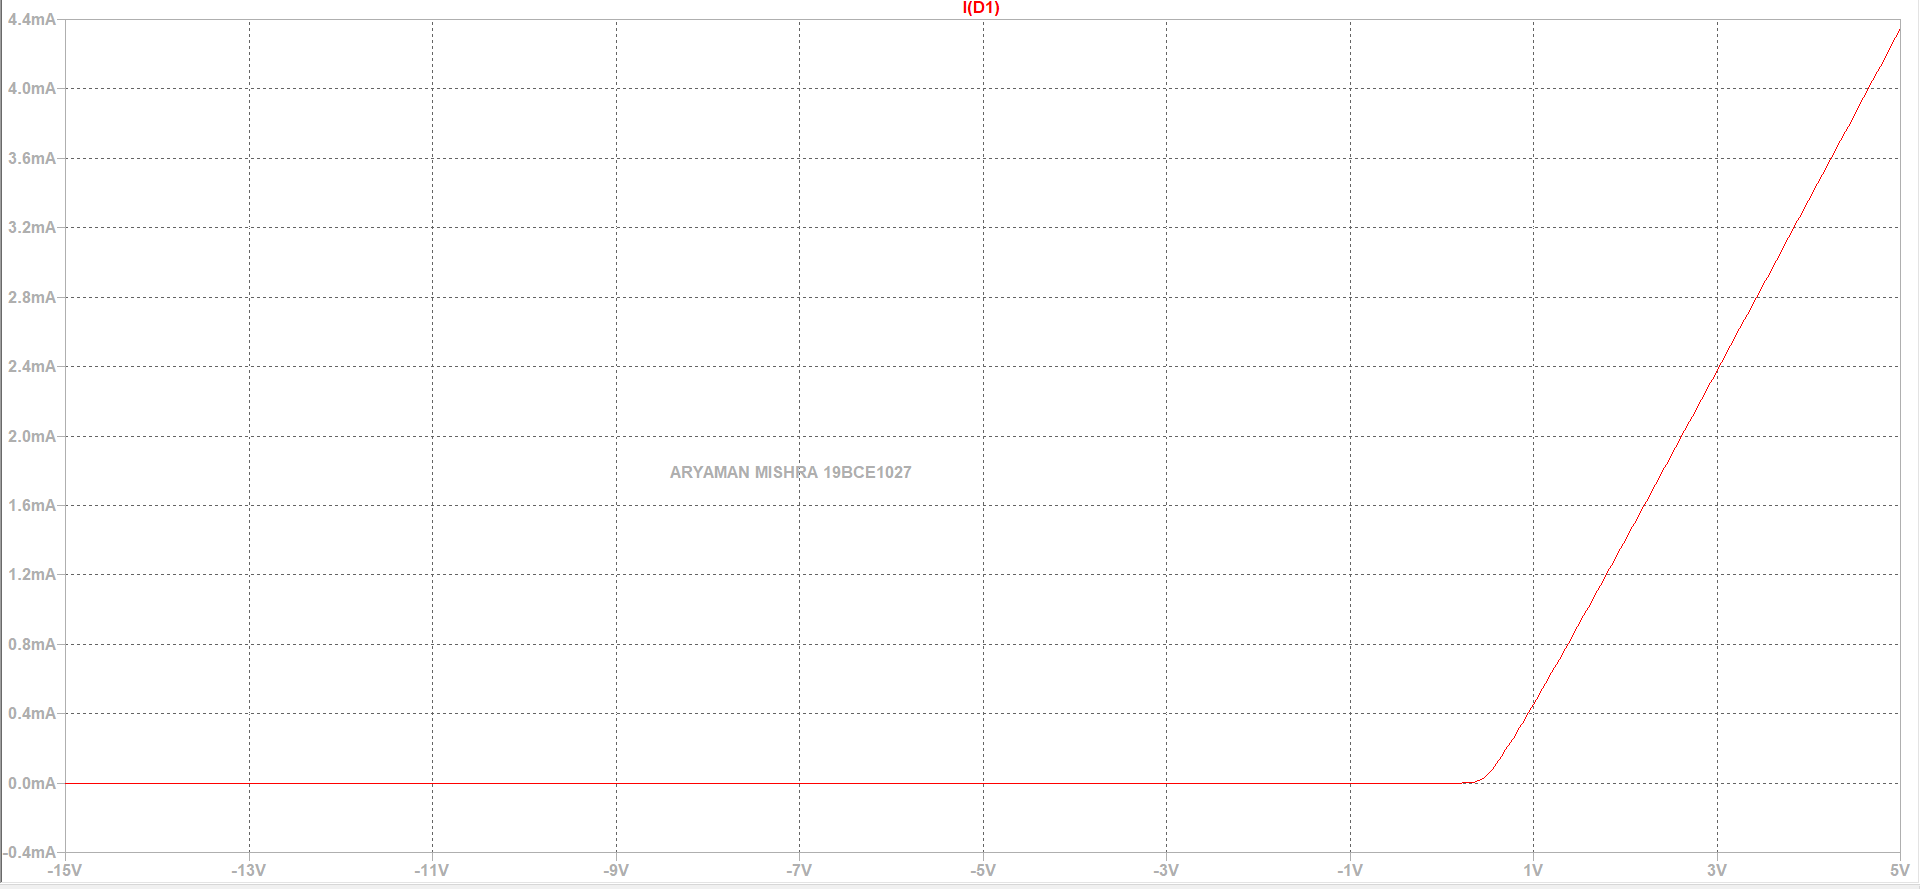 I(D1)
4.4mA
4.0mA
3.6mA
3.2mA
2.8mA
2.4mA
2.0mA
ARYAMAN MISHRA 19BCE1027
1.6mA
1.2mA
0.8mA
0.4mA
0.0mA
-0.4mA
-15V -13V -11V -9V -7V -5V -3V -1V 1V 3V 5V